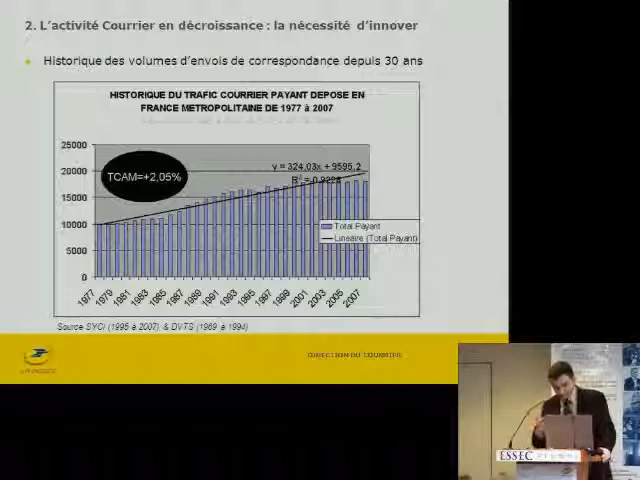 2. L'activité Courrier en décroissance : la nécessité d'innover
Historique des volumes d'envois de correspondance depuis 30 ans
HISTORIQUE DU TRAFIC COURRIER PAYANT DEPOSE EN
FRANCE METROPOLITAINE DE 1977 à 2007
25000
20000
15000
10000
5000
0
TCAM=+2,05%
y = 324,03x + 9595,2
Total Payant
Linéaire (Total Payant)
1977 1979 1981 1983 1985 1987 1989 1991 1993 1995 1997 1999 2001 2003 2005 2007
Source SYCI (1995 à 2007) & DVTS (1969 à 1994)
DIRECTION DU COURRIER
LA POSTE
ESSEC